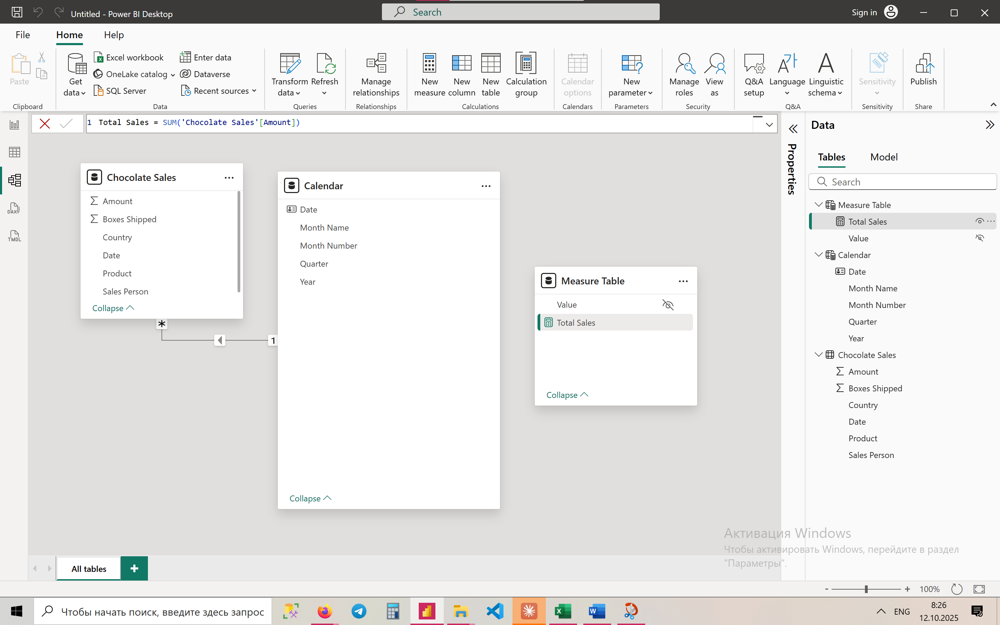 Untitled - Power BI Desktop
Search
Sign in
File
Home
Help
Paste
Clipboard
Get data
Excel workbook
OneLake catalog
SQL Server
Enter data
Dataverse
Recent sources
Data
Transform data
Refresh
Queries
Manage relationships
Relationships
New measure
New column
New table
Calculation group
Calculations
Calendar options
Calendars
New parameter
Parameters
Manage roles
View as
Security
Q&A setup
Language
Linguistic schema
Q&A
Sensitivity
Sensitivity
Publish
Share
1 Total Sales = SUM('Chocolate Sales'[Amount])
DAX
TMDL
Chocolate Sales
Amount
Boxes Shipped
Country
Date
Product
Sales Person
Collapse
*
1
Calendar
Date
Month Name
Month Number
Quarter
Year
Collapse
Measure Table
Value
Total Sales
Collapse
Properties
Data
Tables
Model
Search
Measure Table
Total Sales
Value
Calendar
Date
Month Name
Month Number
Quarter
Year
Chocolate Sales
Amount
Boxes Shipped
Country
Date
Product
Sales Person
Активация Windows
Чтобы активировать Windows, перейдите в раздел
"Параметры".
All tables
+
- + 100%
Чтобы начать поиск, введите здесь запрос
ENG
8:26
12.10.2025